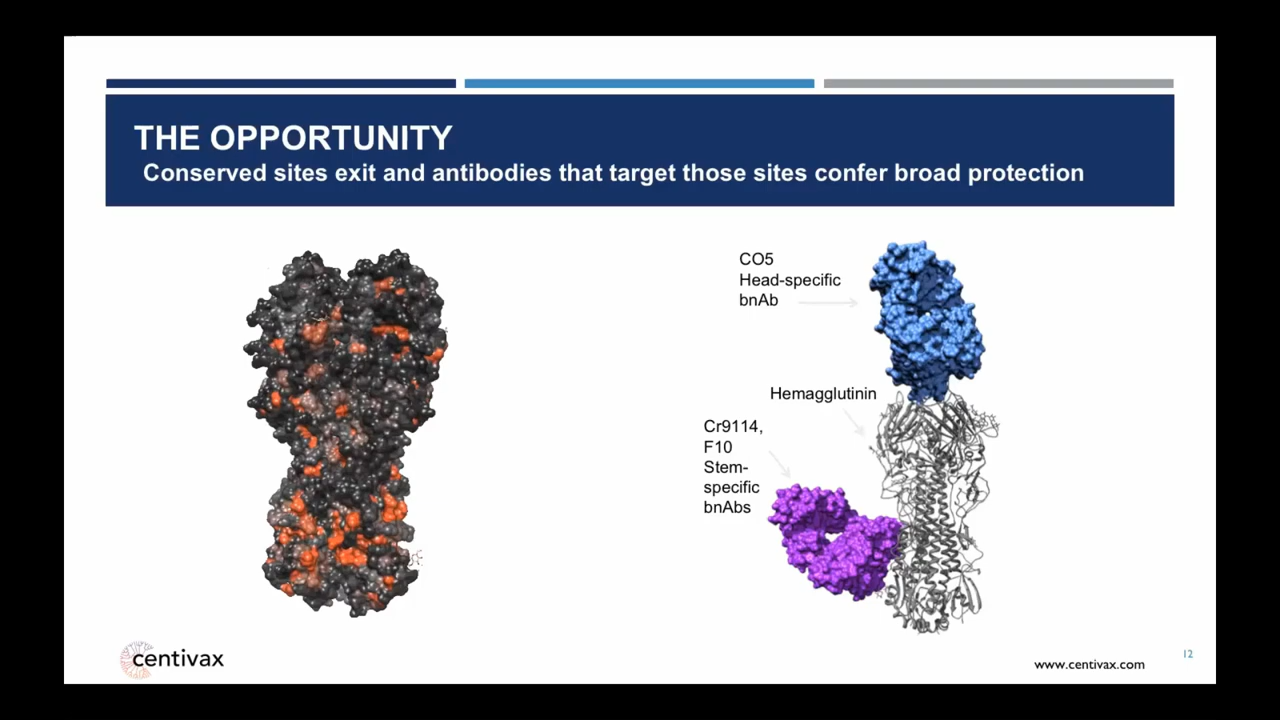 THE OPPORTUNITY
Conserved sites exit and antibodies that target those sites confer broad protection
CO5
Head-specific
bnAb
Hemagglutinin
Cr9114,
F10
Stem-
specific
bnAbs
centivax
www.centivax.com
12